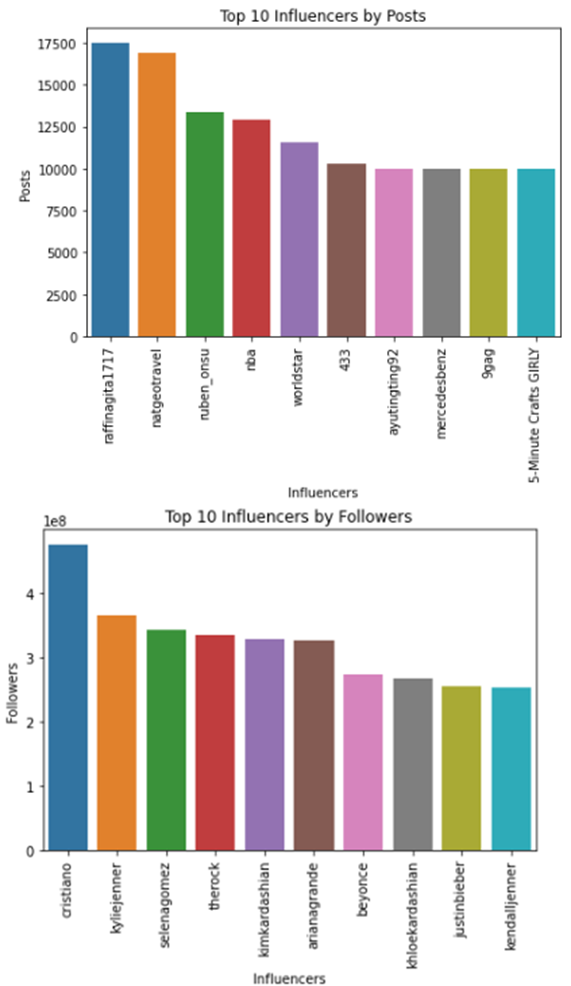 Top 10 Influencers by Posts
17500
15000
12500
10000
7500
5000
2500
0
Posts
raffinagita1717
natgeotravel
ruben_onsu
nba
worldstar
433
ayutingting92
mercedesbenz
9gag
5-Minute Crafts GIRLY
Influencers
Top 10 Influencers by Followers
1e8
4
3
2
1
0
Followers
cristiano
kyliejenner
selenagomez
therock
kimkardashian
arianagrande
beyonce
khloekardashian
justinbieber
kendalljenner
Influencers